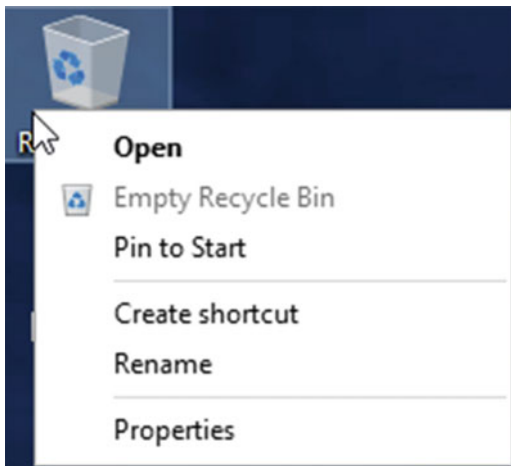 Open
Empty Recycle Bin
Pin to Start
Create shortcut
Rename
Properties